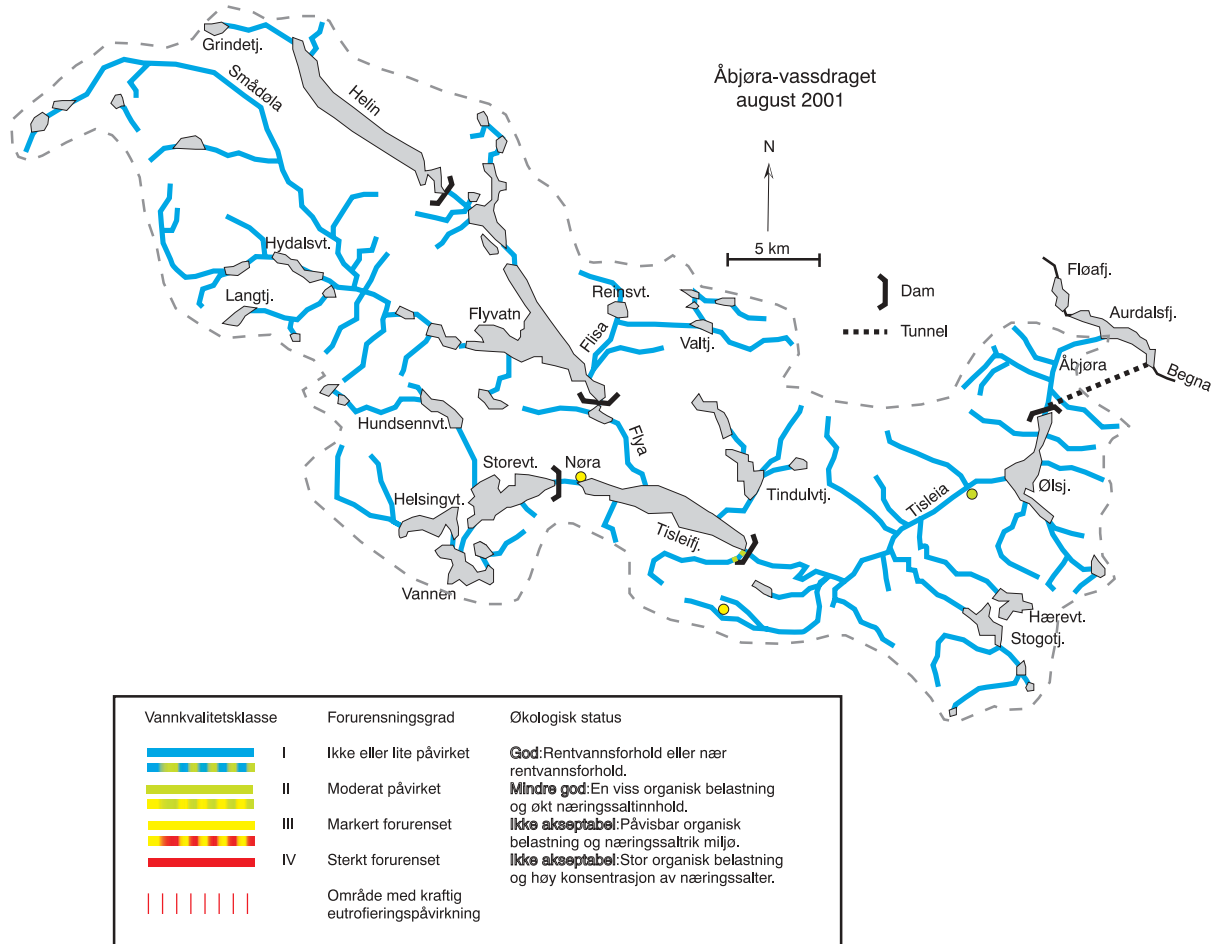 Åbjøra-vassdraget
august 2001
N
5 km
Dam
Tunnel
Grindetj.
Smådøla
Helin
Hydalsvt.
Langtj.
Flyvatn
Reinsvt.
Flisa
Valtj.
Fløafj.
Aurdalsfj.
Åbjøra
Begna
Hundsennvt.
Flya
Storevt.
Nøra
Helsingvt.
Tindulvtj.
Tisleia
Ølsj.
Tisleifj.
Vannen
Hærevt.
Stogotj.
Vannkvalitetsklasse Forurensningsgrad Økologisk status
I Ikke eller lite påvirket God:Rentvannsforhold eller nær
rentvannsforhold.
II Moderat påvirket Mindre god:En viss organisk belastning
og økt næringssaltinnhold.
III Markert forurenset Ikke akseptabel:Påvisbar organisk
belastning og næringssaltrik miljø.
IV Sterkt forurenset Ikke akseptabel:Stor organisk belastning
og høy konsentrasjon av næringssalter.
Område med kraftig
eutrofieringspåvirkning